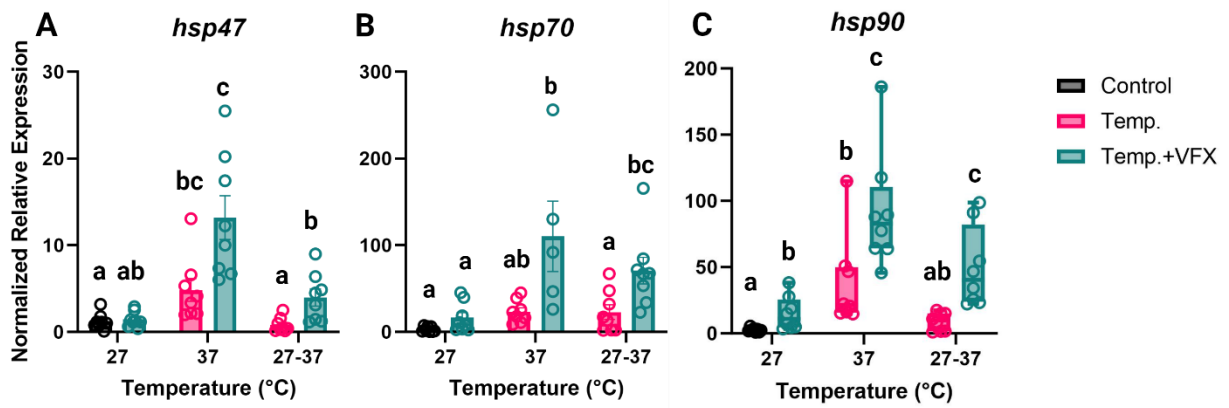 A
hsp47
B
hsp70
C
hsp90
Normalized Relative Expression
30
20
10
0
a
ab
bc
c
a
b
27
37
27-37
Temperature (°C)
300
200
100
0
a
a
ab
b
a
bc
27
37
27-37
Temperature (°C)
200
150
100
50
0
a
b
b
c
ab
c
27
37
27-37
Temperature (°C)
Control
Temp.
Temp.+VFX